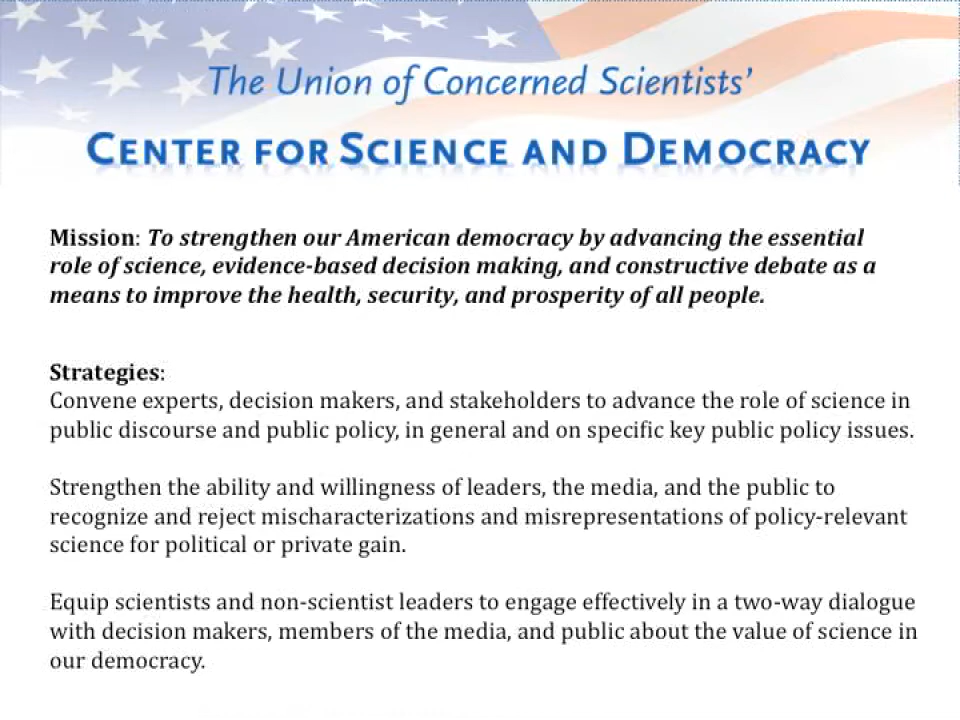 The Union of Concerned Scientists’
CENTER FOR SCIENCE AND DEMOCRACY
Mission: To strengthen our American democracy by advancing the essential
role of science, evidence-based decision making, and constructive debate as a
means to improve the health, security, and prosperity of all people.
Strategies:
Convene experts, decision makers, and stakeholders to advance the role of science in
public discourse and public policy, in general and on specific key public policy issues.
Strengthen the ability and willingness of leaders, the media, and the public to
recognize and reject mischaracterizations and misrepresentations of policy-relevant
science for political or private gain.
Equip scientists and non-scientist leaders to engage effectively in a two-way dialogue
with decision makers, members of the media, and public about the value of science in
our democracy.